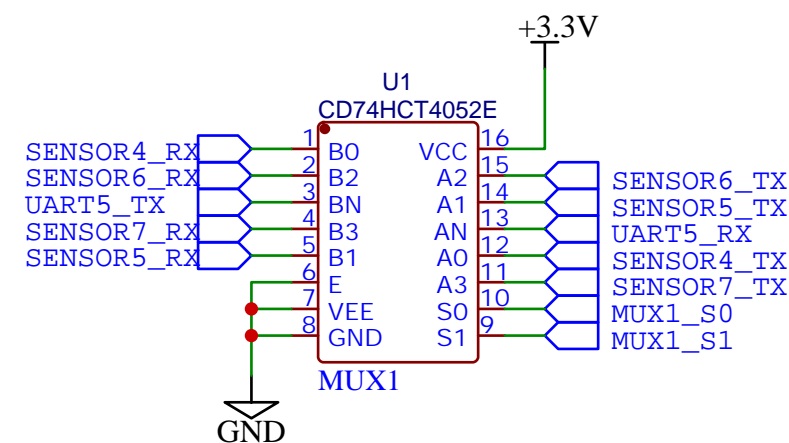 +3.3V
U1
CD74HCT4052E
SENSOR4_RX 1 B0 VCC 16
SENSOR6_RX 2 B2 A2 15 SENSOR6_TX
UART5_TX 3 BN A1 14 SENSOR5_TX
SENSOR7_RX 4 B3 AN 13 UART5_RX
SENSOR5_RX 5 B1 A0 12 SENSOR4_TX
6 E A3 11 SENSOR7_TX
7 VEE S0 10 MUX1_S0
8 GND S1 9 MUX1_S1
MUX1
GND